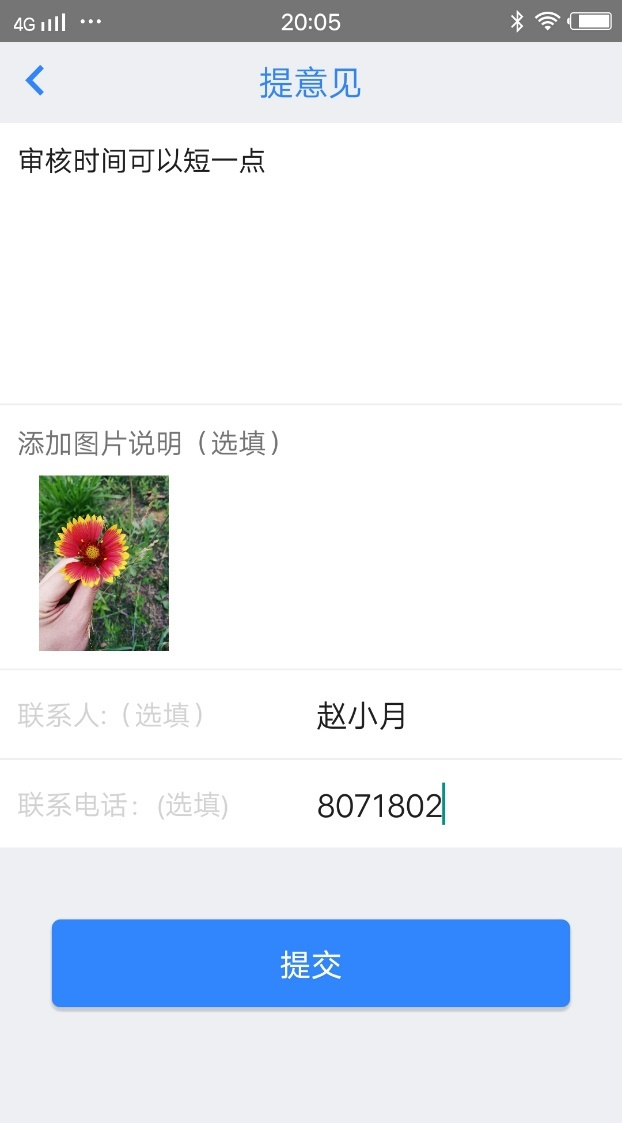 4G 20:05
提意见
审核时间可以短一点
添加图片说明（选填）
联系人:（选填） 赵小月
联系电话：(选填) 8071802
提交